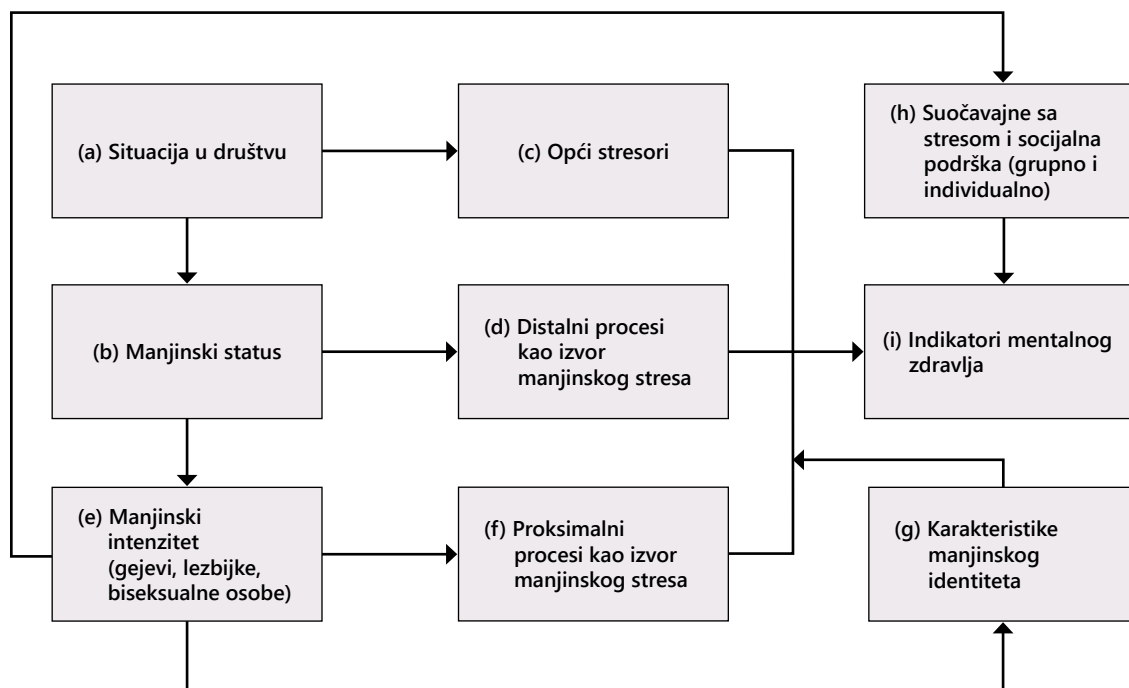 (a) Situacija u društvu
(c) Opći stresori
(h) Suočavajne sa
stresom i socijalna
podrška (grupno i
individualno)
(b) Manjinski status
(d) Distalni procesi
kao izvor
manjinskog stresa
(i) Indikatori mentalnog
zdravlja
(e) Manjinski
intenzitet
(gejevi, lezbijke,
biseksualne osobe)
(f) Proksimalni
procesi kao izvor
manjinskog stresa
(g) Karakteristike
manjinskog
identiteta